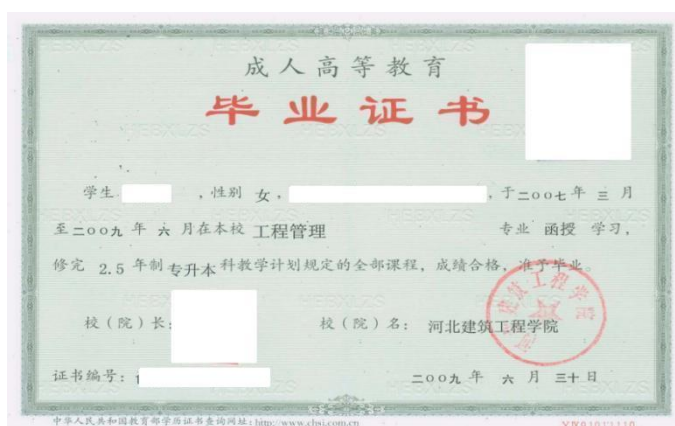 成人高等教育
毕业证书
学生 ，性别 女， ，于二〇〇七年 三 月
至二〇〇九 年 六 月在本校 工程管理 专业 函授 学习，
修完 2.5 年制 专升本 科教学计划规定的全部课程，成绩合格，准予毕业。
校（院）长： 校（院）名： 河北建筑工程学院
证书编号： 二〇〇九 年 六 月 三十 日
中华人民共和国教育部学历证书查询网址：http://www.chsi.com.cn